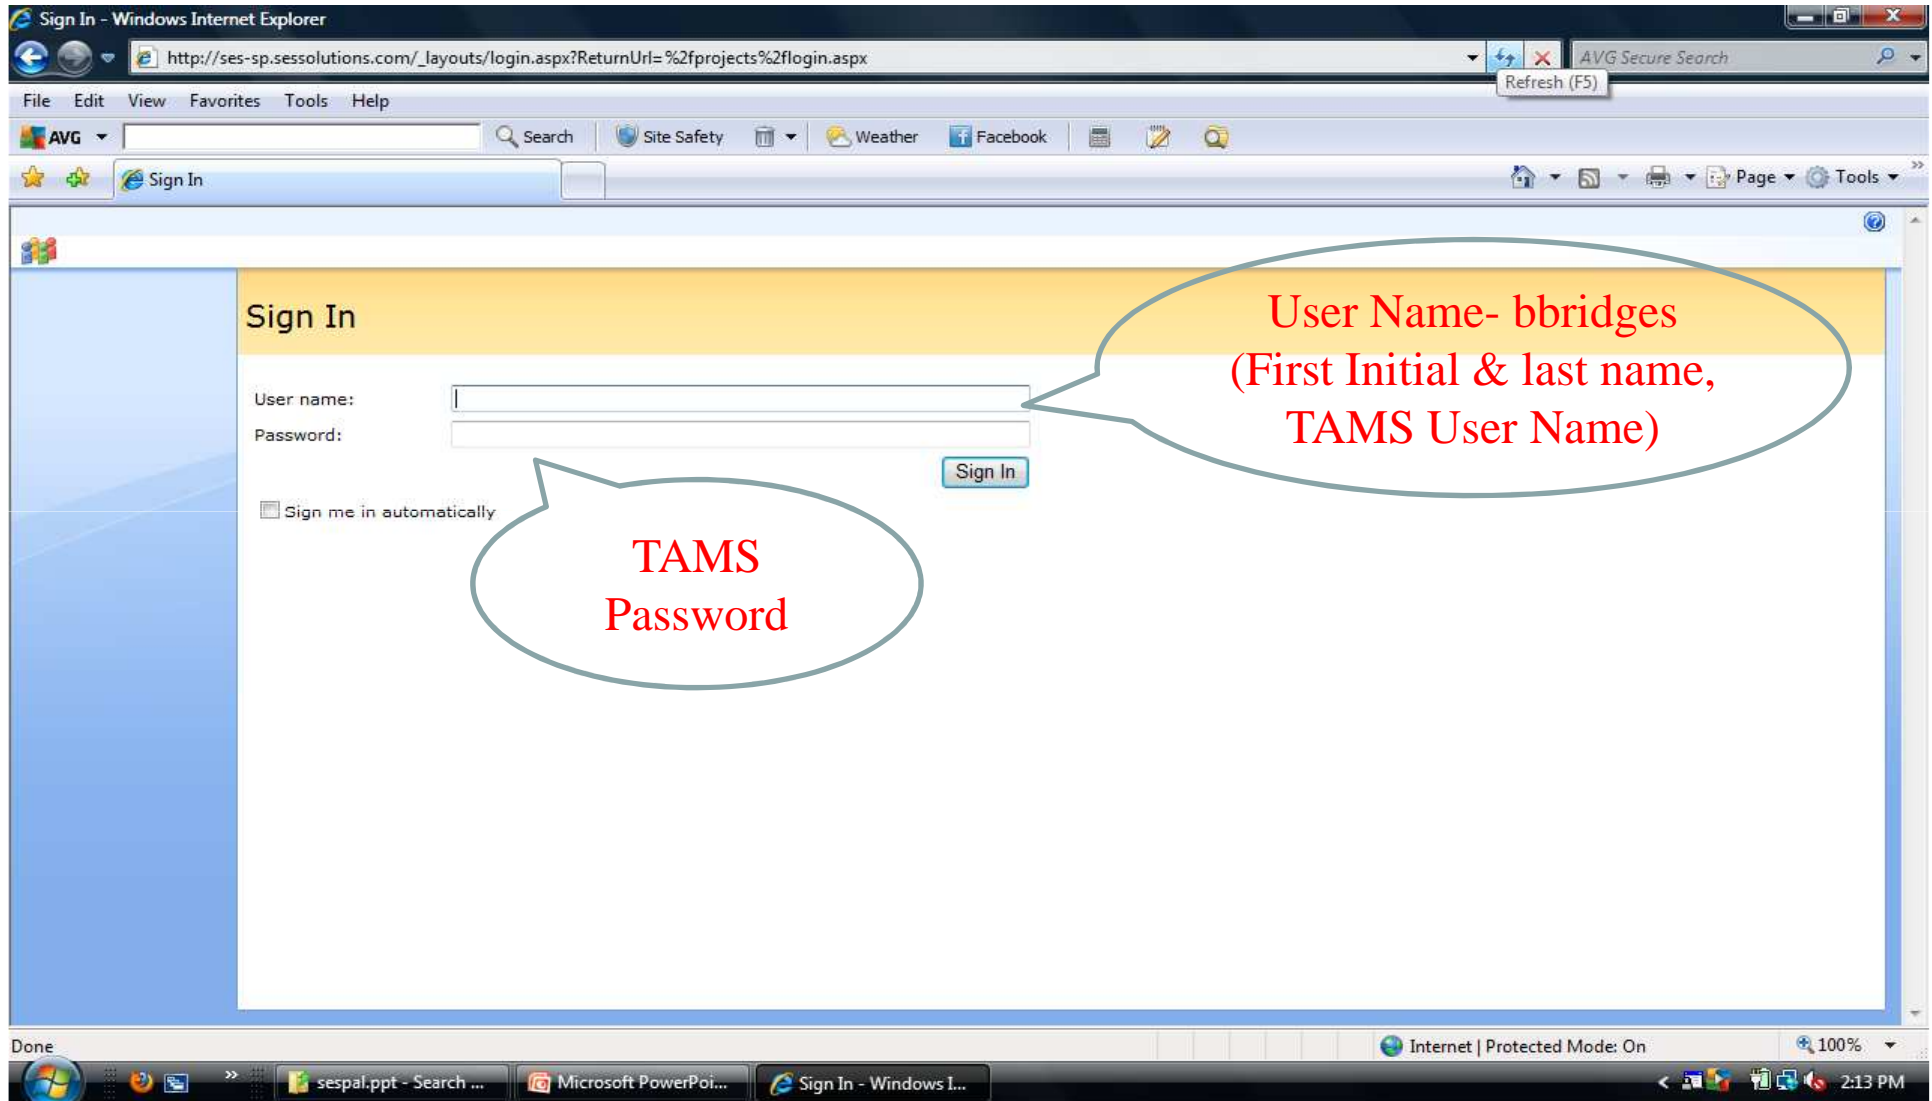 Sign In - Windows Internet Explorer
http://ses-sp.sessolutions.com/_layouts/login.aspx?ReturnUrl=%2fprojects%2flogin.aspx
AVG Secure Search
Refresh (F5)
File Edit View Favorites Tools Help
AVG Search Site Safety Weather Facebook
Sign In
Page Tools
Sign In
User Name- bbridges
(First Initial & last name,
TAMS User Name)
User name:
Password:
Sign In
Sign me in automatically
TAMS
Password
Done
Internet | Protected Mode: On
100%
sespal.ppt - Search ...
Microsoft PowerPoi...
Sign In - Windows I...
2:13 PM